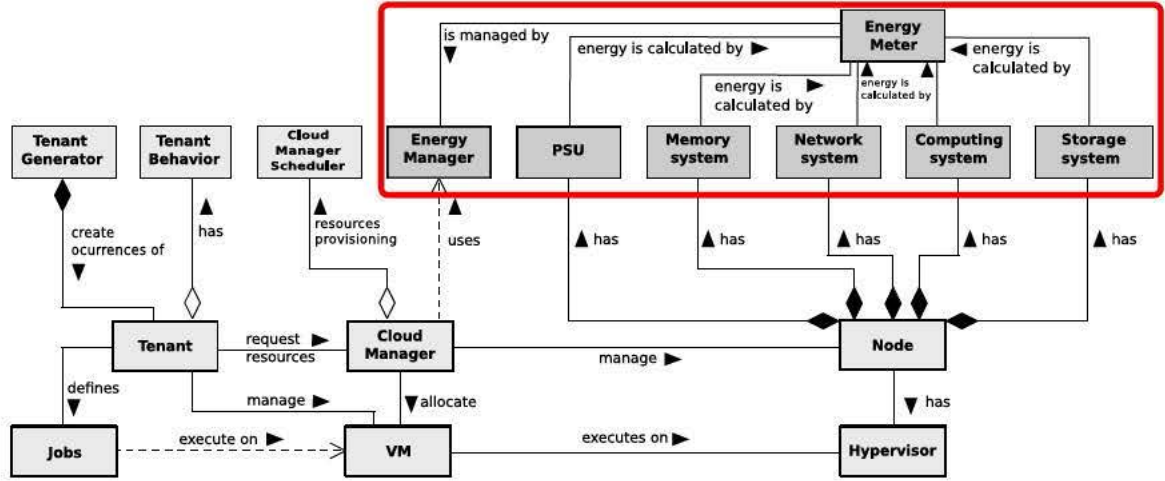 Energy
Meter
is managed by
energy is calculated by
energy is
calculated by
energy is
calculated by
energy is
calculated by
Tenant
Generator
Tenant
Behavior
Cloud
Manager
Scheduler
Energy
Manager
PSU
Memory
system
Network
system
Computing
system
Storage
system
create
ocurrences of
has
resources
provisioning
uses
has
has
has
has
has
Tenant
request
resources
Cloud
Manager
manage
Node
defines
manage
allocate
has
Jobs
execute on
VM
executes on
Hypervisor